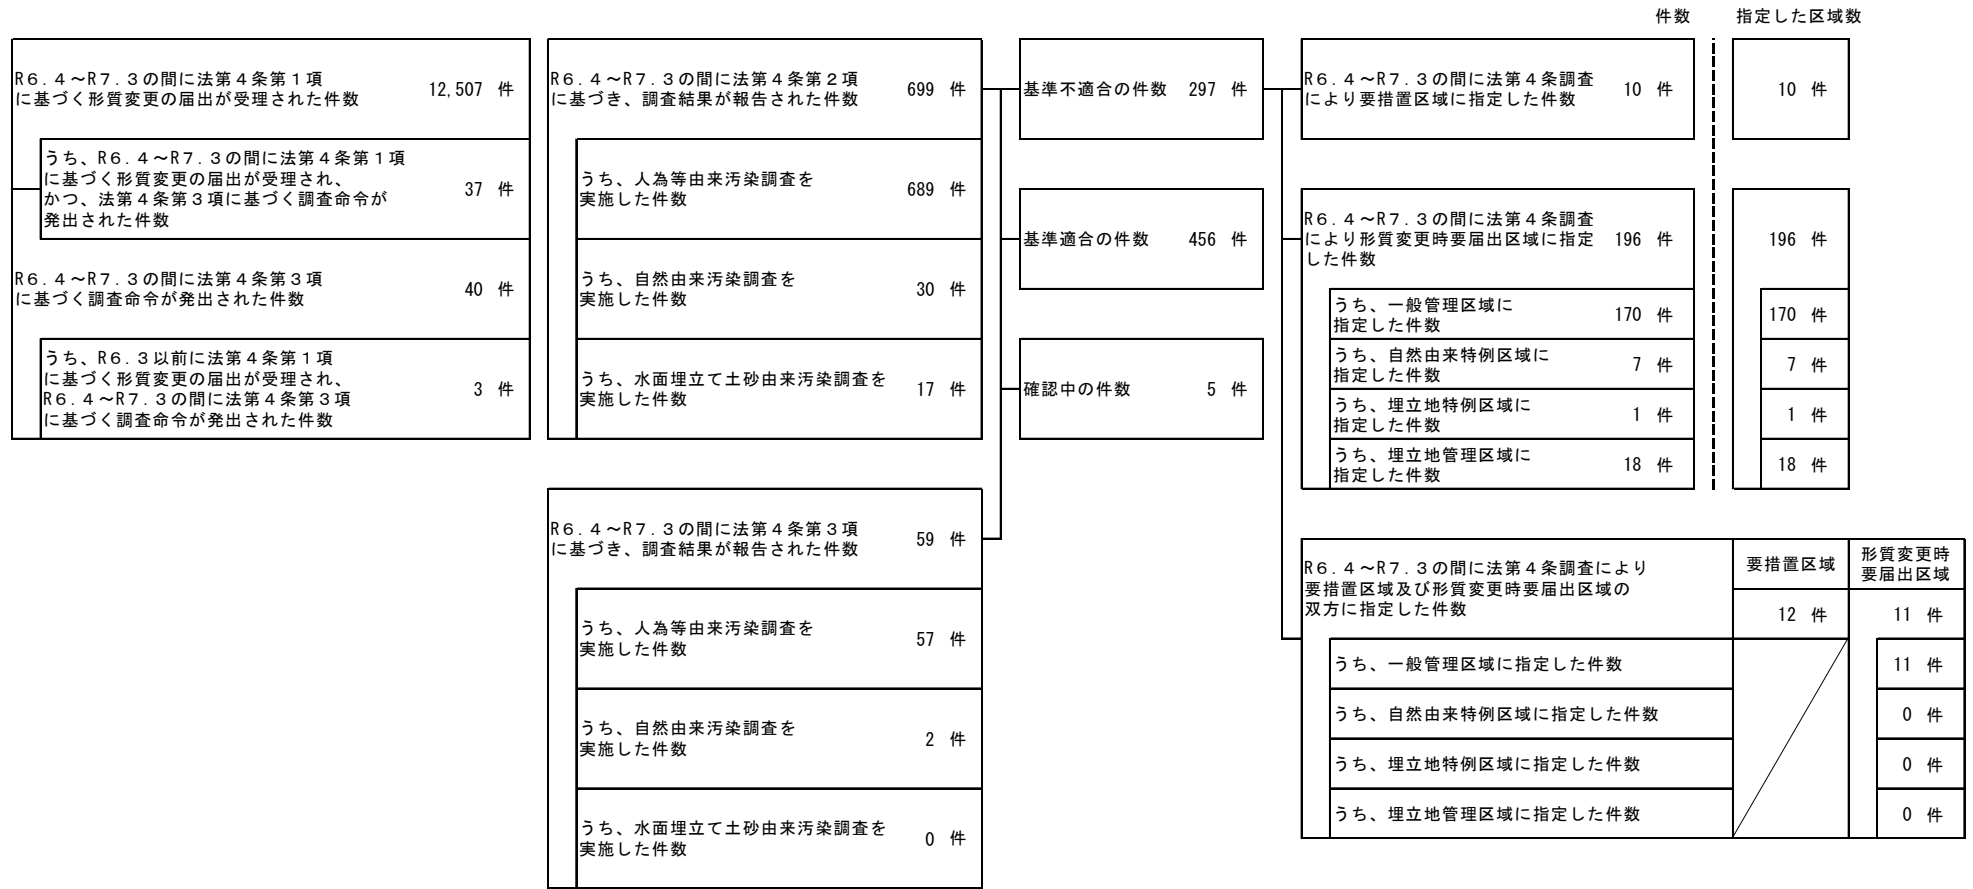 件数　指定した区域数
R６.４～R７.３の間に法第４条第１項
に基づく形質変更の届出が受理された件数　12,507 件
うち、R６.４～R７.３の間に法第４条第１項
に基づく形質変更の届出が受理され、
かつ、法第４条第３項に基づく調査命令が
発出された件数　37 件
R６.４～R７.３の間に法第４条第３項
に基づく調査命令が発出された件数　40 件
うち、R６.３以前に法第４条第１項
に基づく形質変更の届出が受理され、
R６.４～R７.３の間に法第４条第３項
に基づく調査命令が発出された件数　3 件
R６.４～R７.３の間に法第４条第２項
に基づき、調査結果が報告された件数　699 件
うち、人為等由来汚染調査を
実施した件数　689 件
うち、自然由来汚染調査を
実施した件数　30 件
うち、水面埋立て土砂由来汚染調査を
実施した件数　17 件
R６.４～R７.３の間に法第４条第３項
に基づき、調査結果が報告された件数　59 件
うち、人為等由来汚染調査を
実施した件数　57 件
うち、自然由来汚染調査を
実施した件数　2 件
うち、水面埋立て土砂由来汚染調査を
実施した件数　0 件
基準不適合の件数　297 件
基準適合の件数　456 件
確認中の件数　5 件
R６.４～R７.３の間に法第４条調査
により要措置区域に指定した件数　10 件　10 件
R６.４～R７.３の間に法第４条調査
により形質変更時要届出区域に指定　196 件　196 件
した件数
うち、一般管理区域に
指定した件数　170 件　170 件
うち、自然由来特例区域に
指定した件数　7 件　7 件
うち、埋立地特例区域に
指定した件数　1 件　1 件
うち、埋立地管理区域に
指定した件数　18 件　18 件
R６.４～R７.３の間に法第４条調査により
要措置区域及び形質変更時要届出区域の
双方に指定した件数
要措置区域
形質変更時
要届出区域
12 件　11 件
うち、一般管理区域に指定した件数　11 件
うち、自然由来特例区域に指定した件数　0 件
うち、埋立地特例区域に指定した件数　0 件
うち、埋立地管理区域に指定した件数　0 件